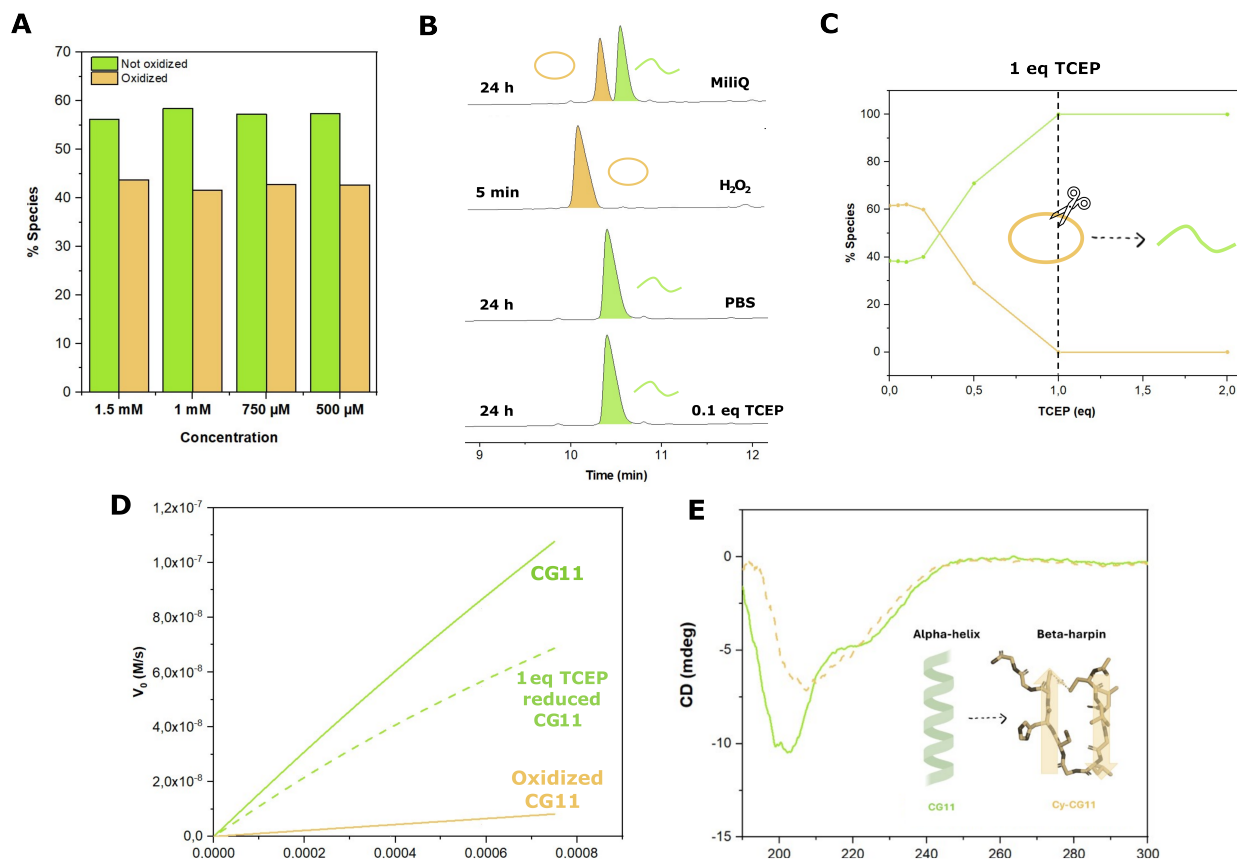 A
70
60
50
40
30
20
10
0
% Species
Not oxidized
Oxidized
1.5 mM
1 mM
750 µM
500 µM
Concentration
B
24 h
MiliQ
5 min
H₂O₂
24 h
PBS
24 h
0.1 eq TCEP
9
10
11
12
Time (min)
C
1 eq TCEP
100
80
60
40
20
0
% Species
0,0
0,5
1,0
1,5
2,0
TCEP (eq)
D
1,2x10⁻⁷
1,0x10⁻⁷
8,0x10⁻⁸
6,0x10⁻⁸
4,0x10⁻⁸
2,0x10⁻⁸
0,0
V₀ (M/s)
CG11
1eq TCEP
reduced
CG11
Oxidized
CG11
0.0000
0.0002
0.0004
0.0006
0.0008
E
0
-5
-10
-15
CD (mdeg)
Alpha-helix
Beta-harpin
CG11
Cy-CG11
200
220
240
260
280
300